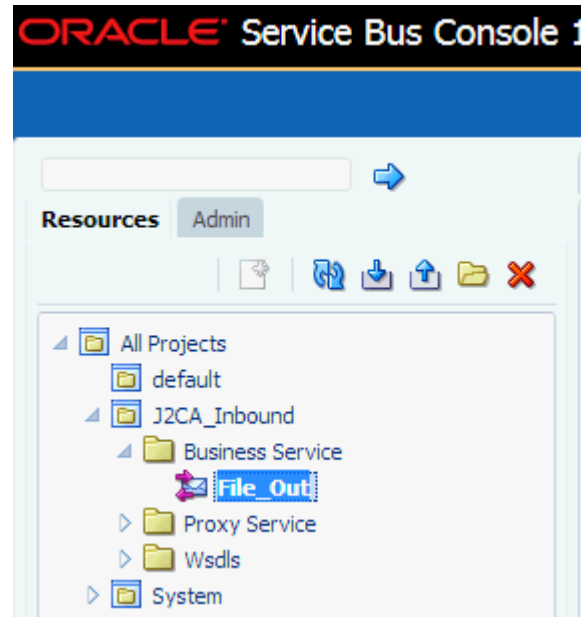 ORACLE Service Bus Console 1
Resources Admin
All Projects
default
J2CA_Inbound
Business Service
File_Out
Proxy Service
Wsdls
System